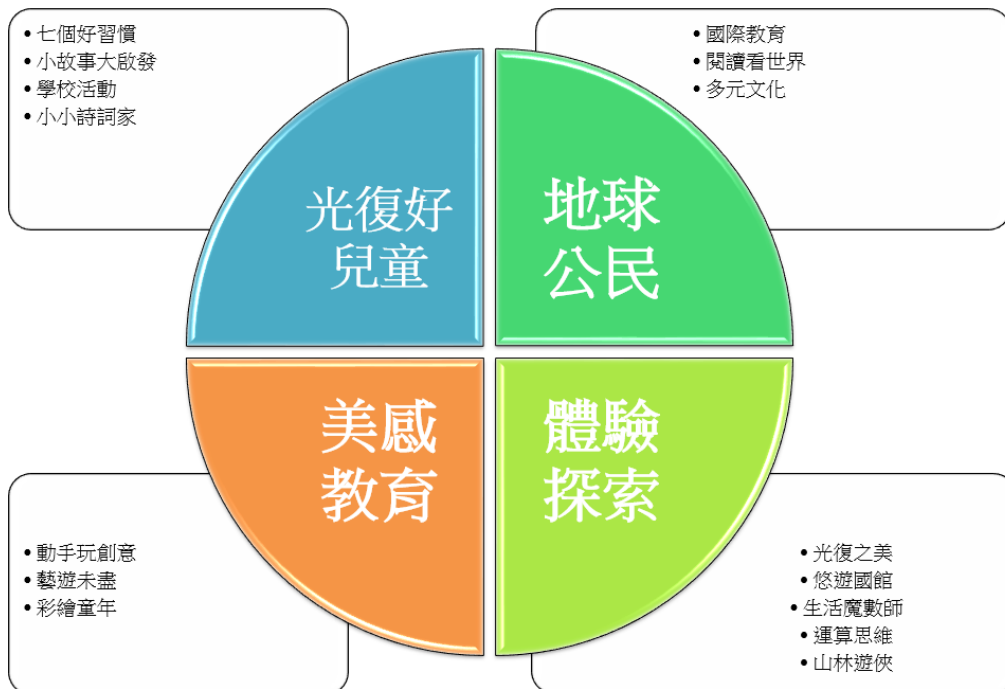 • 七個好習慣
• 小故事大啟發
• 學校活動
• 小小詩詞家
• 國際教育
• 閱讀看世界
• 多元文化
光復好
兒童
地球
公民
美感
教育
體驗
探索
• 動手玩創意
• 藝遊未盡
• 彩繪童年
• 光復之美
• 悠遊國館
• 生活魔數師
• 運算思維
• 山林遊俠